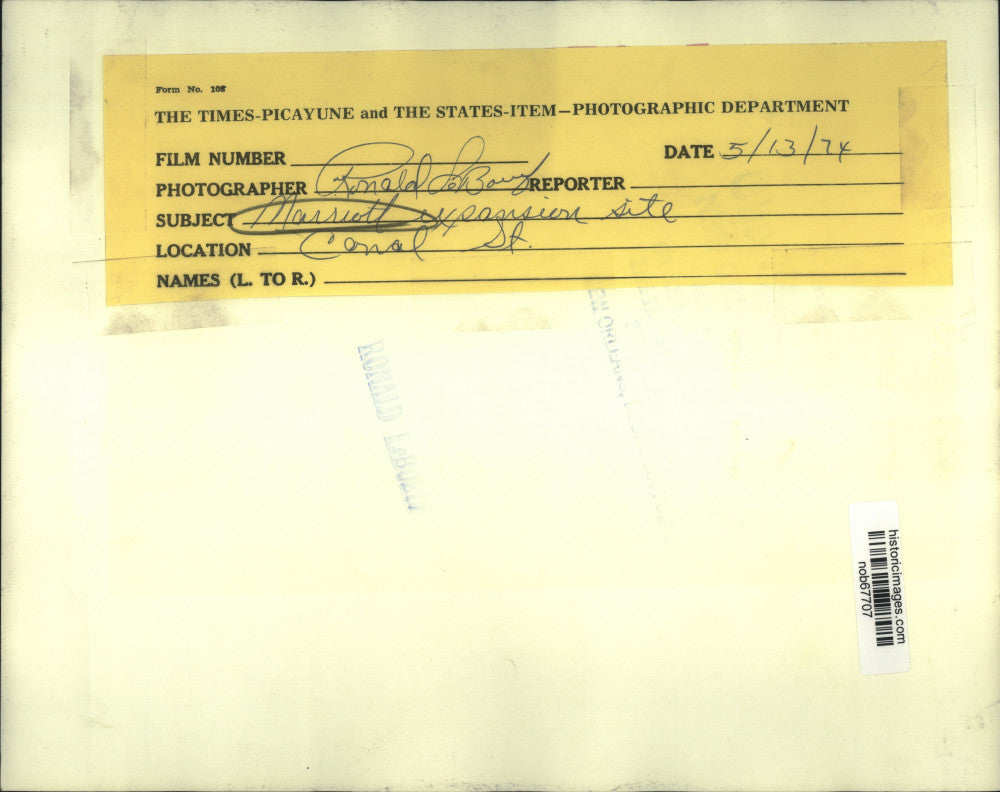 Form No. 108
THE TIMES-PICAYUNE and THE STATES-ITEM—PHOTOGRAPHIC DEPARTMENT
FILM NUMBER
DATE 5/13/74
PHOTOGRAPHER Ronald LeBoeuf REPORTER
SUBJECT Marriott expansion site
LOCATION Canal St.
NAMES (L. TO R.)
RONALD LeBOEUF
historicimages.com
nob67707